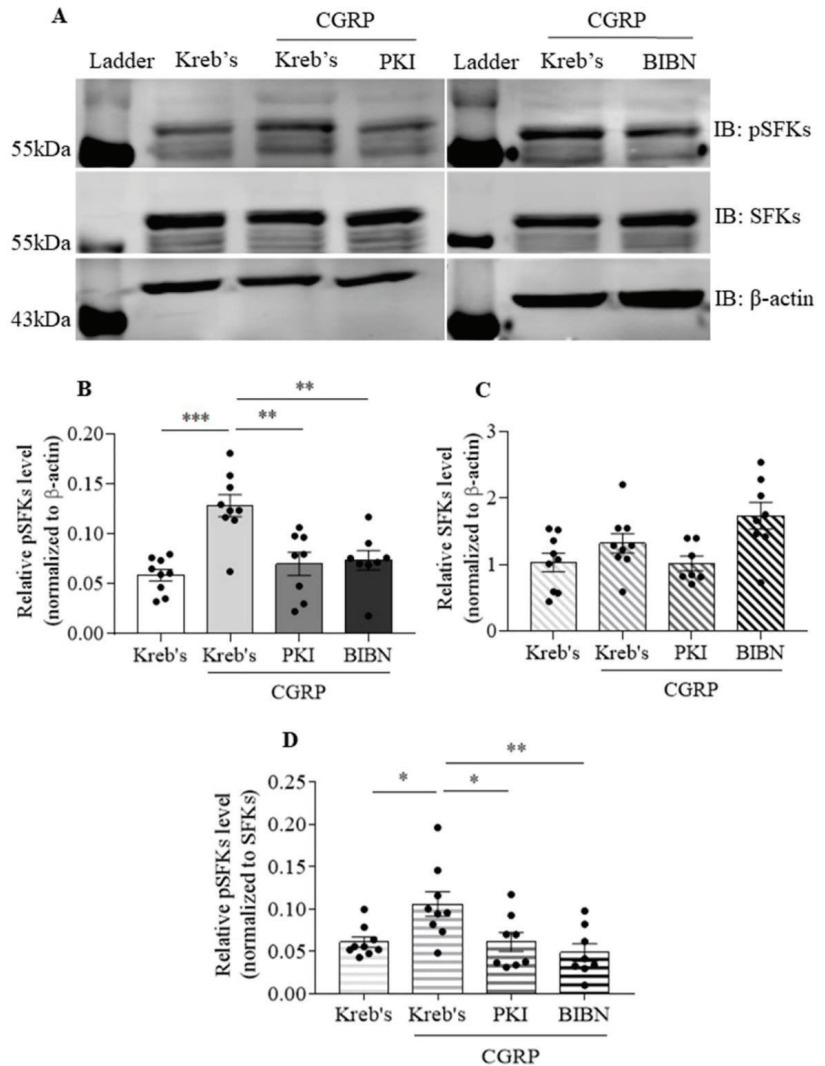 A
CGRP
CGRP
Ladder Kreb's Kreb's PKI Ladder Kreb's BIBN
55kDa
IB: pSFKs
55kDa
IB: SFKs
43kDa
IB: β-actin
B
Relative pSFKs level
(normalized to β-actin)
0.20
0.15
0.10
0.05
0.00
***
**
**
Kreb's Kreb's PKI BIBN
CGRP
C
Relative SFKs level
(normalized to β-actin)
3
2
1
0
Kreb's Kreb's PKI BIBN
CGRP
D
Relative pSFKs level
(normalized to SFKs)
0.25
0.20
0.15
0.10
0.05
0.00
*
*
**
Kreb's Kreb's PKI BIBN
CGRP